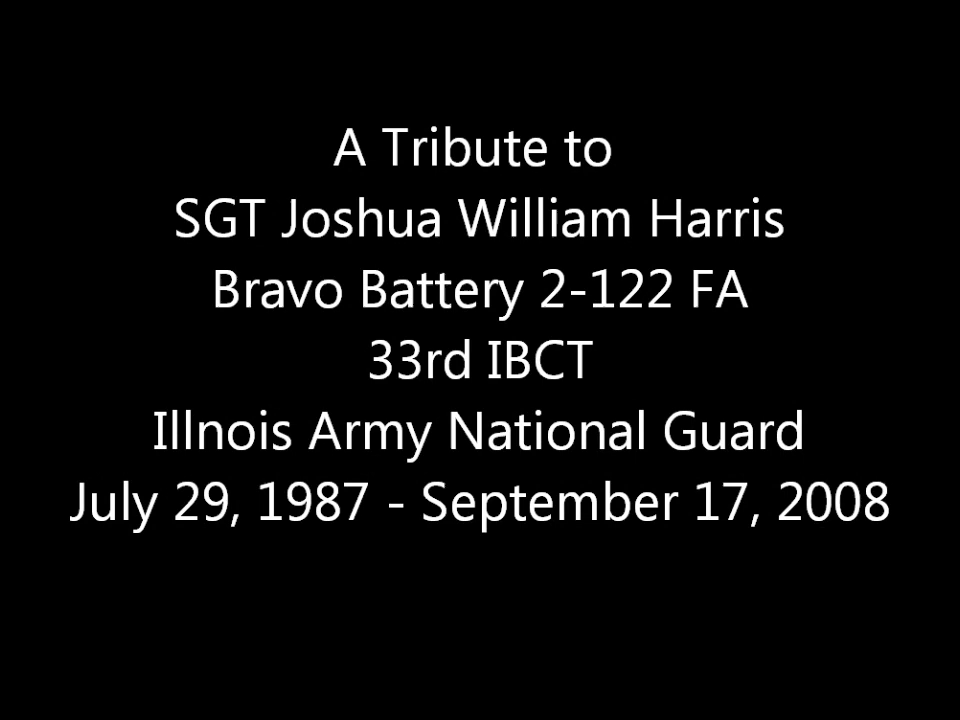 A Tribute to
SGT Joshua William Harris
Bravo Battery 2-122 FA
33rd IBCT
Illnois Army National Guard
July 29, 1987 - September 17, 2008